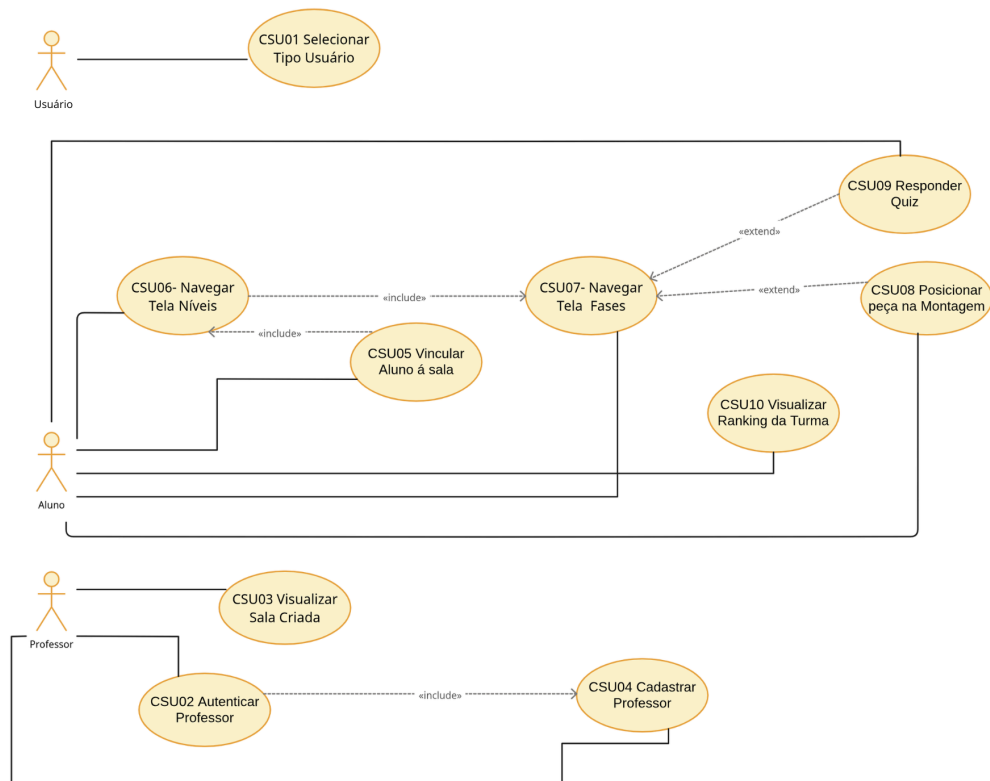 CSU01 Selecionar
Tipo Usuário
Usuário
CSU09 Responder
Quiz
«extend»
CSU06- Navegar
Tela Níveis
«include»
CSU07- Navegar
Tela Fases
«extend»
CSU08 Posicionar
peça na Montagem
«include»
CSU05 Vincular
Aluno á sala
CSU10 Visualizar
Ranking da Turma
Aluno
CSU03 Visualizar
Sala Criada
Professor
CSU02 Autenticar
Professor
«include»
CSU04 Cadastrar
Professor